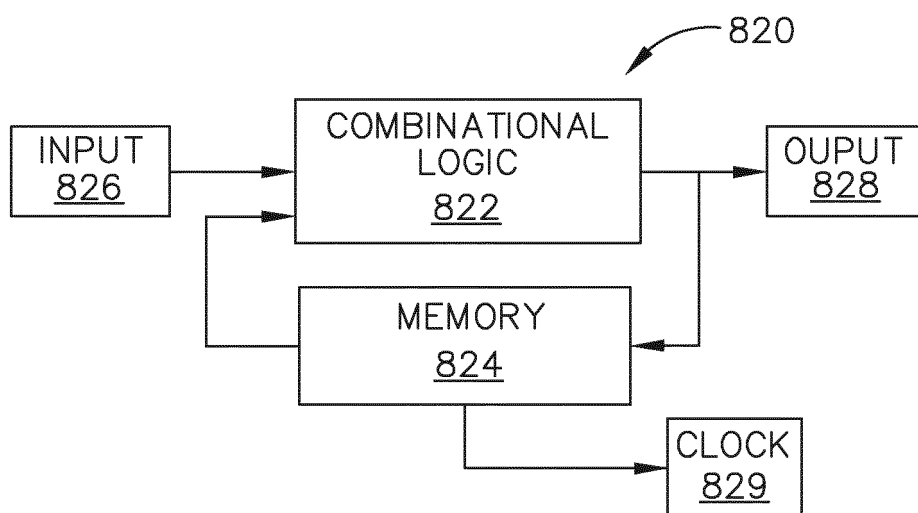 820
COMBINATIONAL
LOGIC
822
INPUT
826
OUPUT
828
MEMORY
824
CLOCK
829